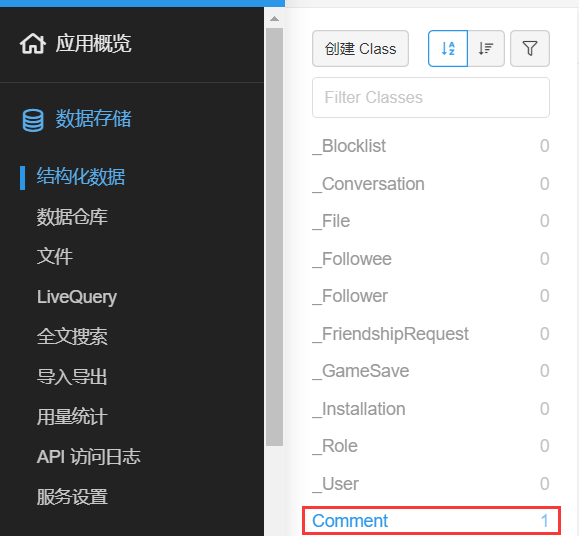 应用概览
数据存储
结构化数据
数据仓库
文件
LiveQuery
全文搜索
导入导出
用量统计
API 访问日志
服务设置
创建 Class
Filter Classes
_Blocklist 0
_Conversation 0
_File 0
_Followee 0
_Follower 0
_FriendshipRequest 0
_GameSave 0
_Installation 0
_Role 0
_User 0
Comment 1